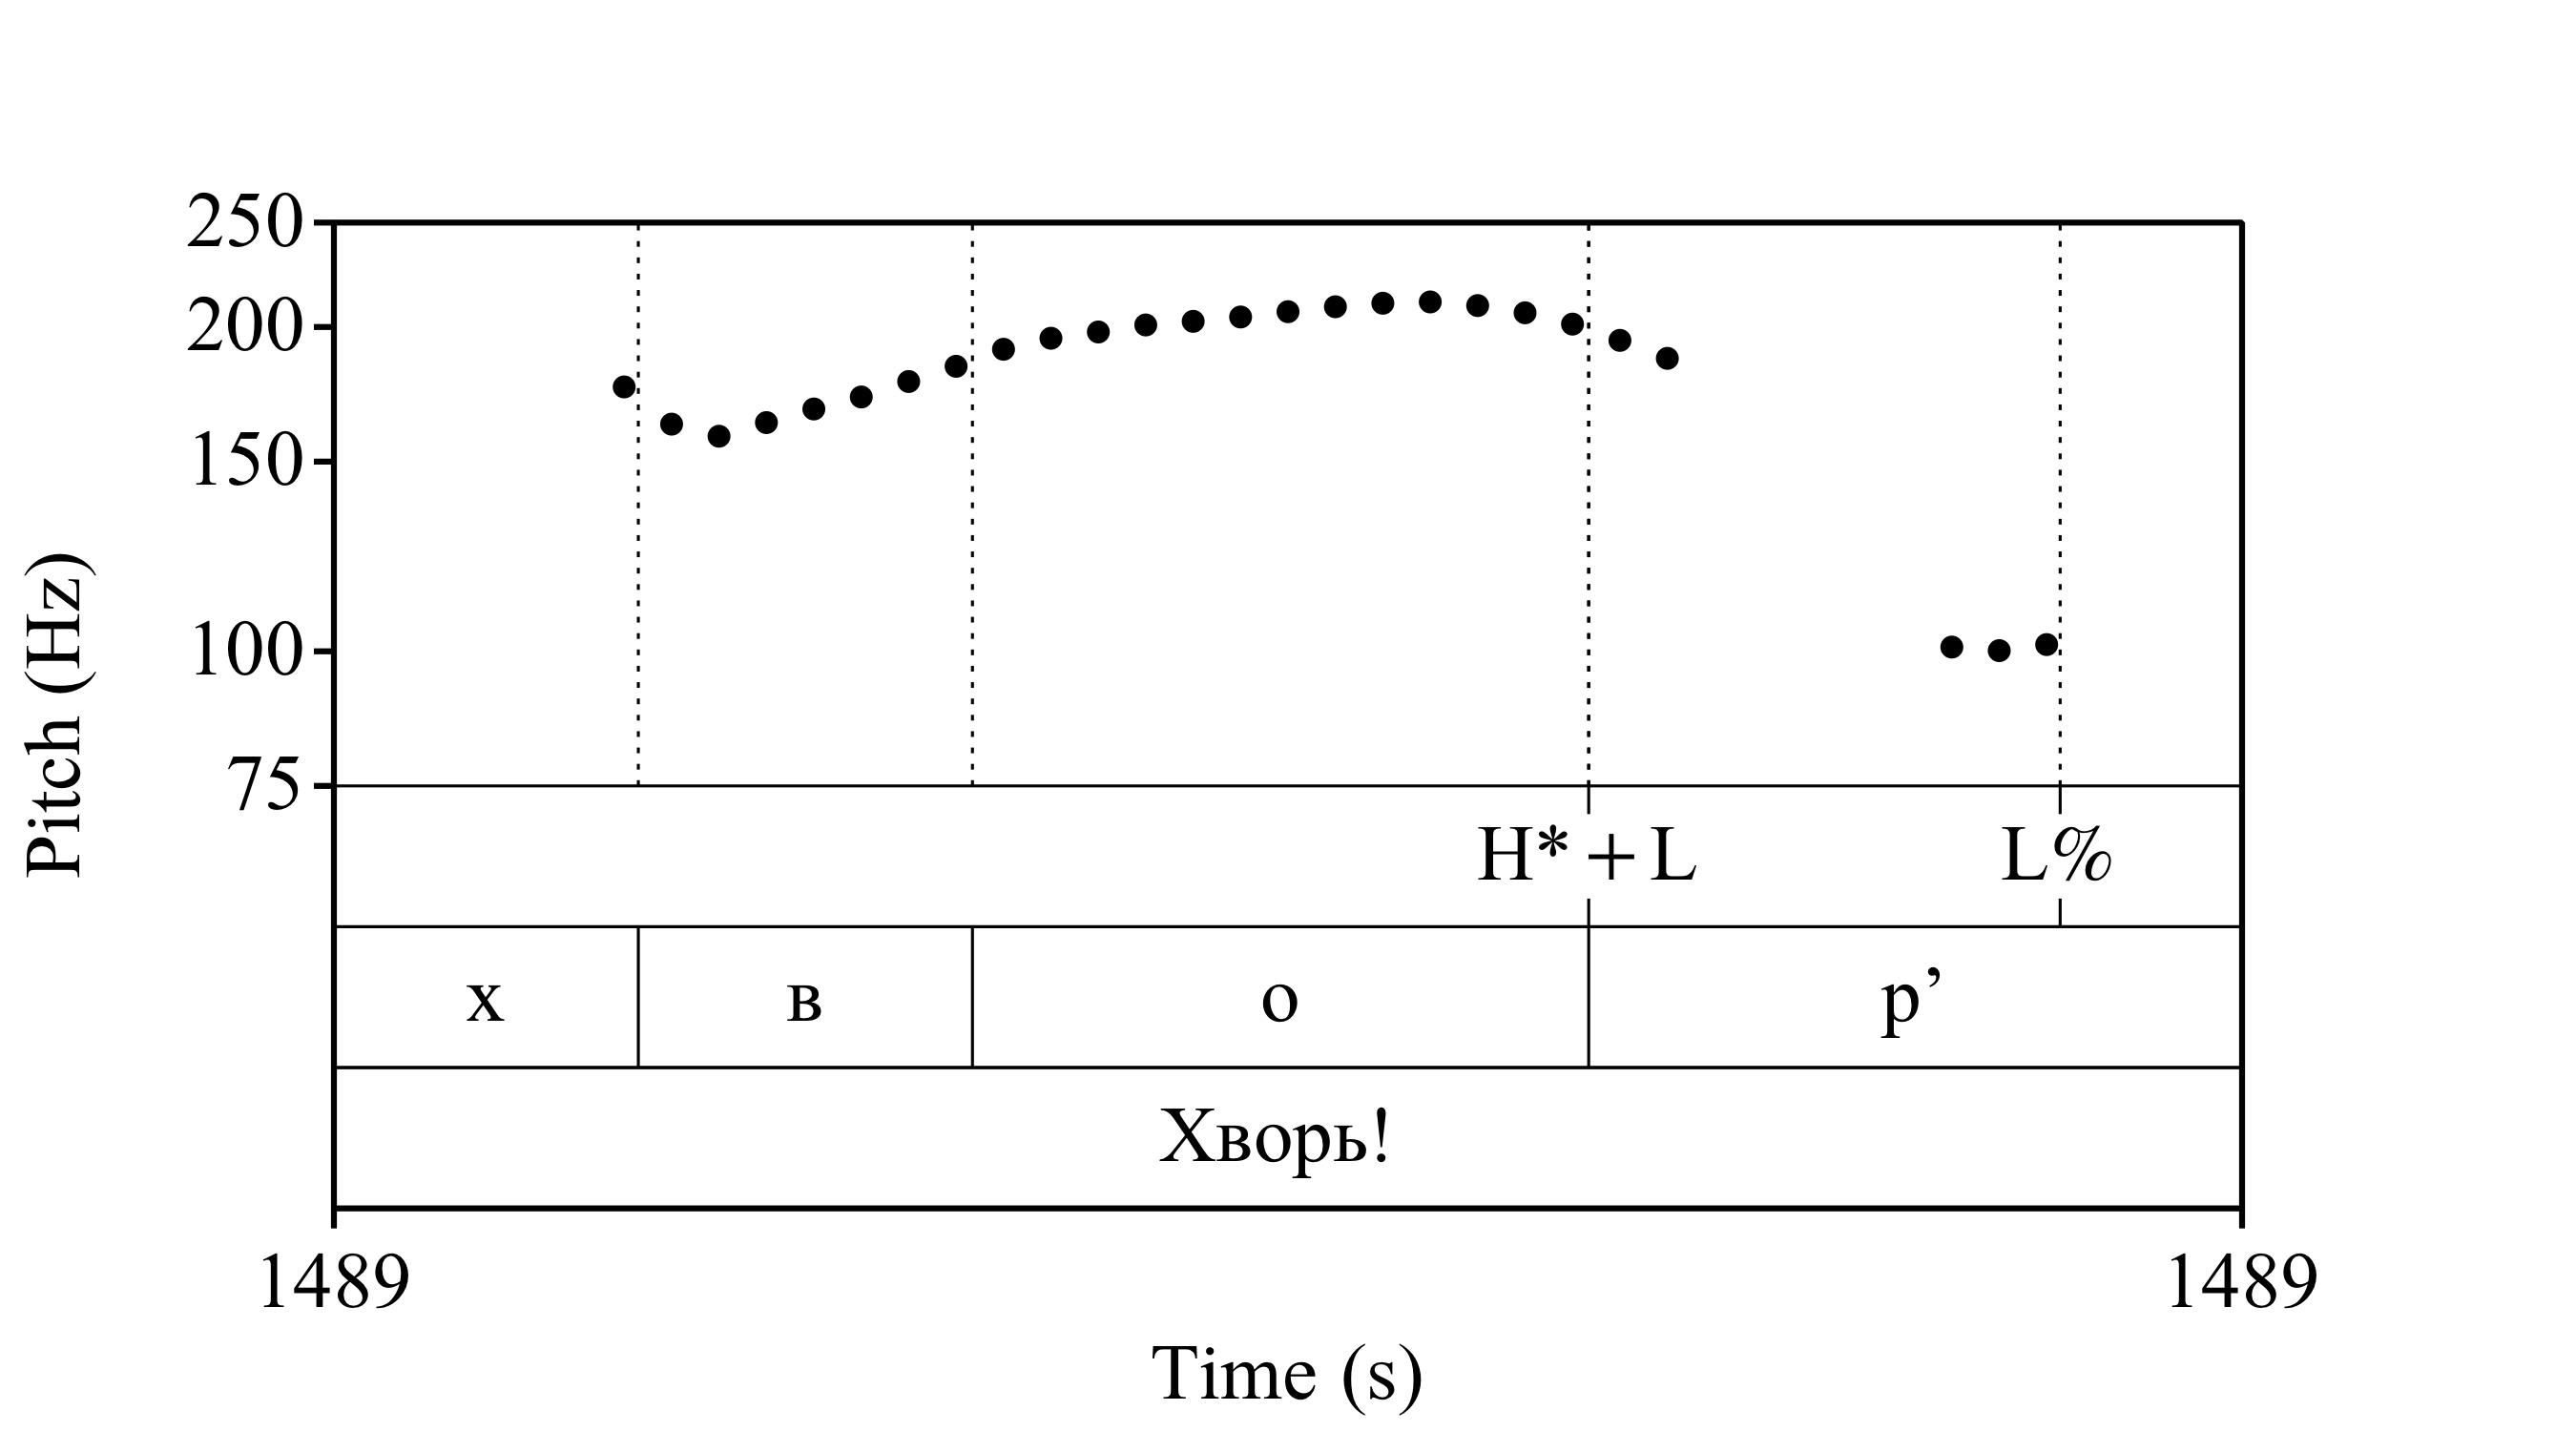 250
200
150
100
75
Pitch (Hz)
H* + L L%
х в о р’
Хворь!
1489 1489
Time (s)